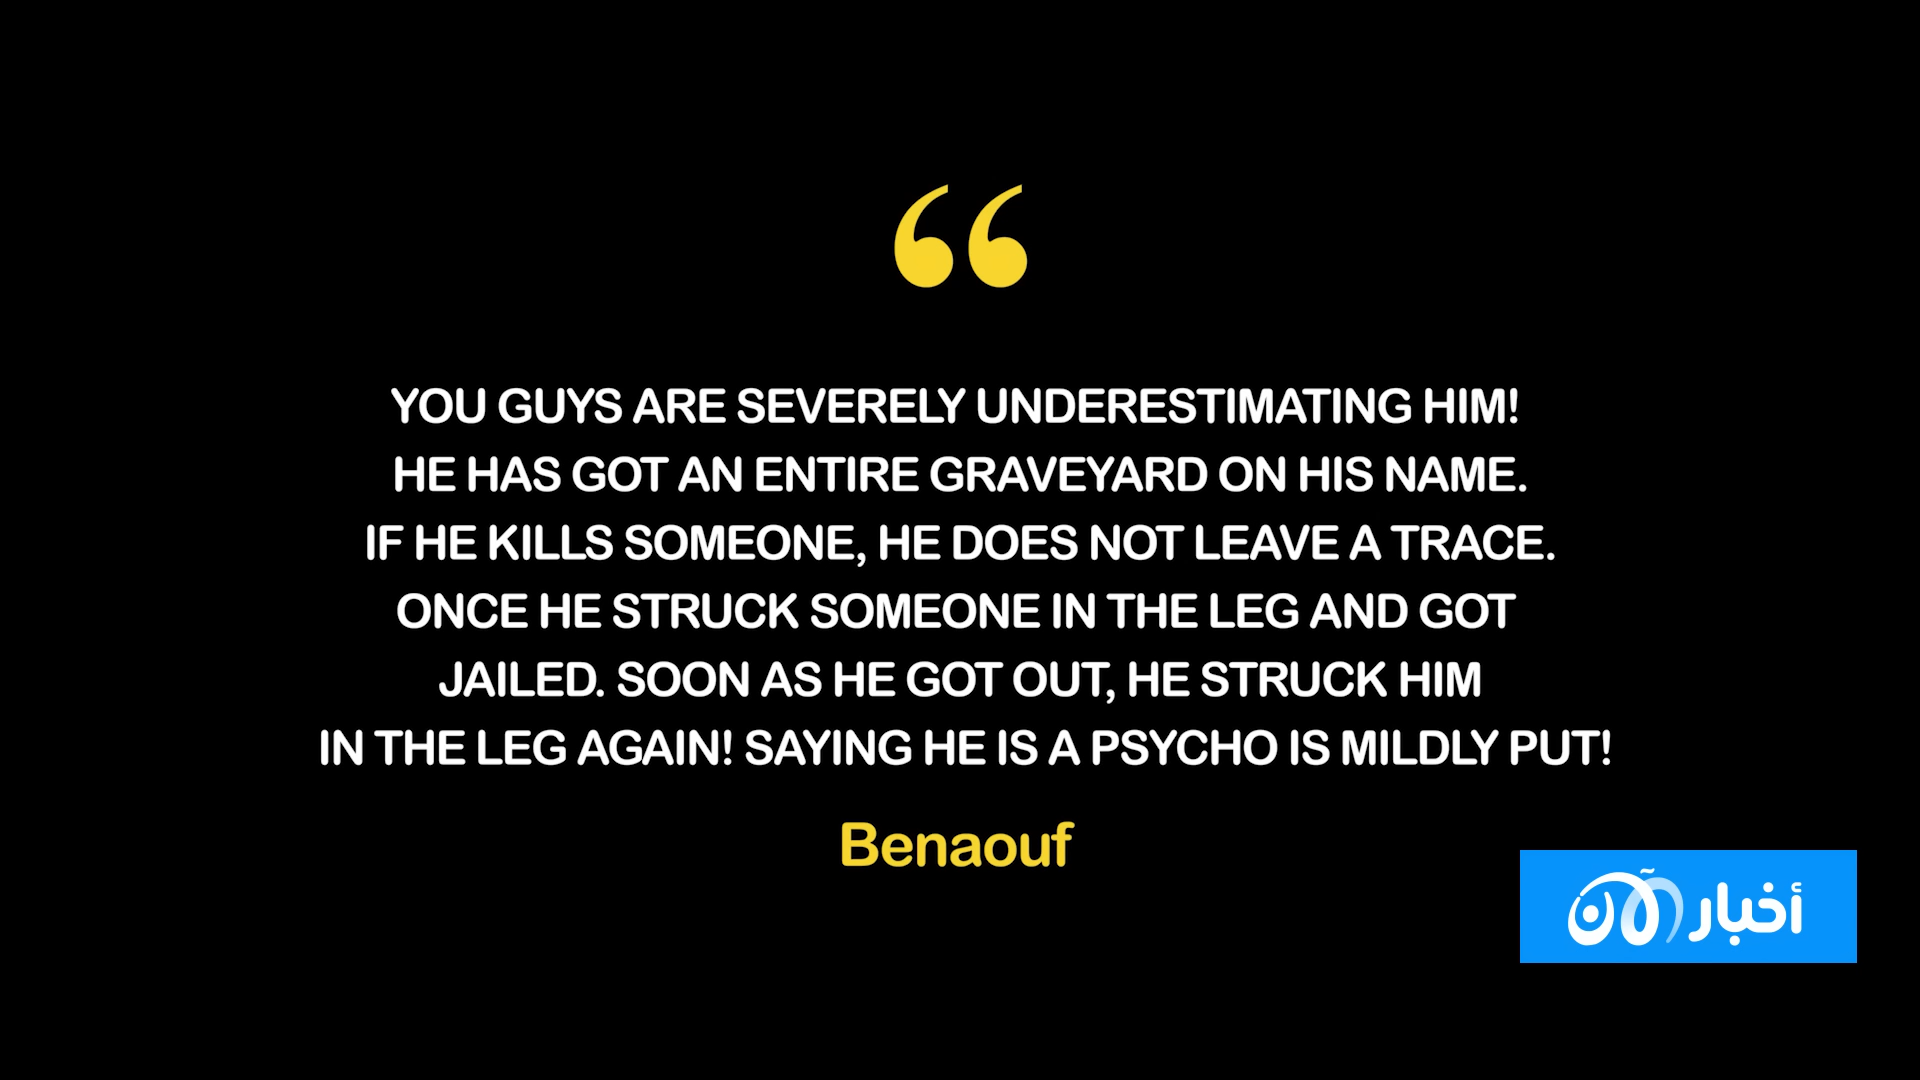 YOU GUYS ARE SEVERELY UNDERESTIMATING HIM!
HE HAS GOT AN ENTIRE GRAVEYARD ON HIS NAME.
IF HE KILLS SOMEONE, HE DOES NOT LEAVE A TRACE.
ONCE HE STRUCK SOMEONE IN THE LEG AND GOT
JAILED. SOON AS HE GOT OUT, HE STRUCK HIM
IN THE LEG AGAIN! SAYING HE IS A PSYCHO IS MILDLY PUT!
Benaouf
أخبار الآن